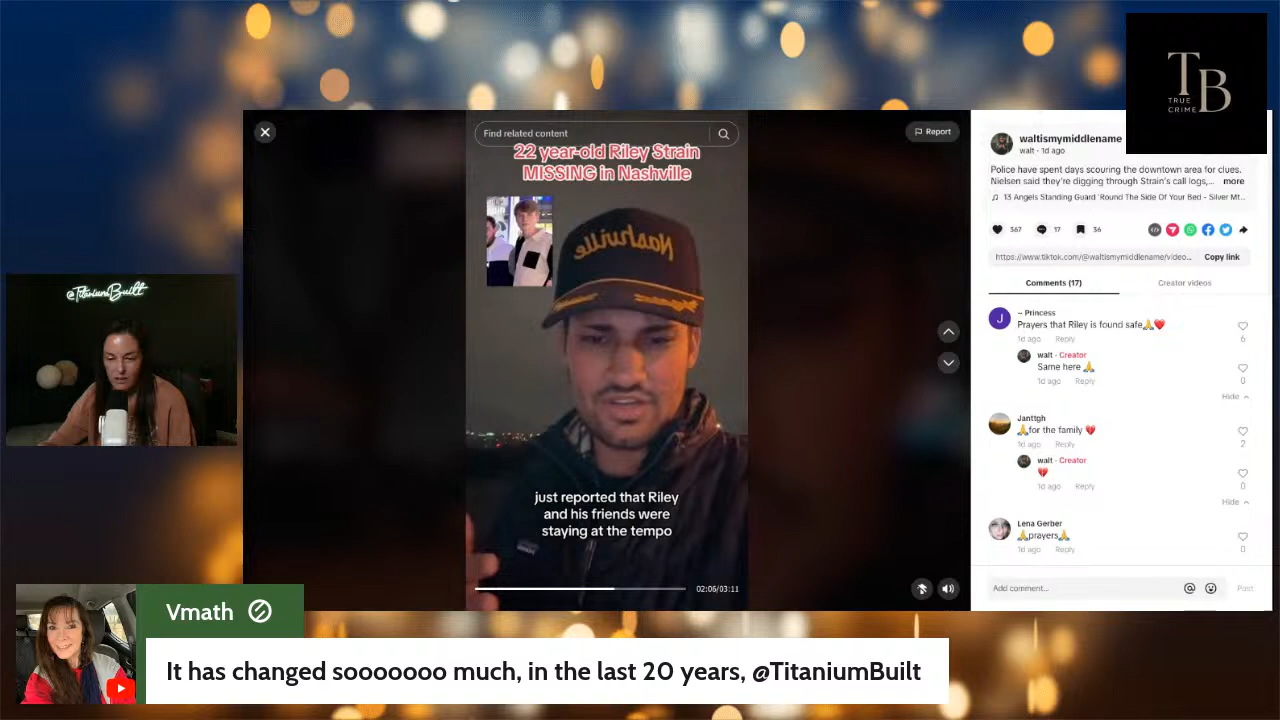 TB
TRUE
CRIME
Find related content
Report
22 year-old Riley Strain
MISSING in Nashville
Nashville
just reported that Riley
and his friends were
staying at the tempo
02:06/03:11
@TitaniumBuilt
waltismymiddlename
walt · 1d ago
Police have spent days scouring the downtown area for clues.
Nielsen said they're digging through Strain's call logs,... more
13 Angels Standing Guard 'Round The Side Of Your Bed - Silver Mt...
367
17
36
https://www.tiktok.com/@waltismymiddlename/video...
Copy link
Comments (17)
Creator videos
J
~ Princess
Prayers that Riley is found safe🙏❤️
1d ago Reply
6
walt · Creator
Same here 🙏
1d ago Reply
0
Hide
Janttgh
🙏for the family 💔
1d ago Reply
2
walt · Creator
💔
1d ago Reply
0
Hide
Lena Gerber
🙏prayers🙏
1d ago Reply
0
Add comment...
Post
Vmath
It has changed sooooooo much, in the last 20 years, @TitaniumBuilt